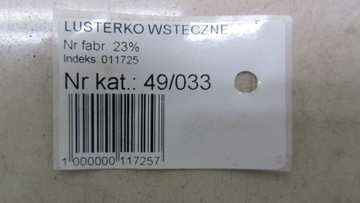 LUSTERKO WSTECZNE
Nr fabr. 23%
Indeks: 011725
Nr kat.: 49/033
1 000000 117257